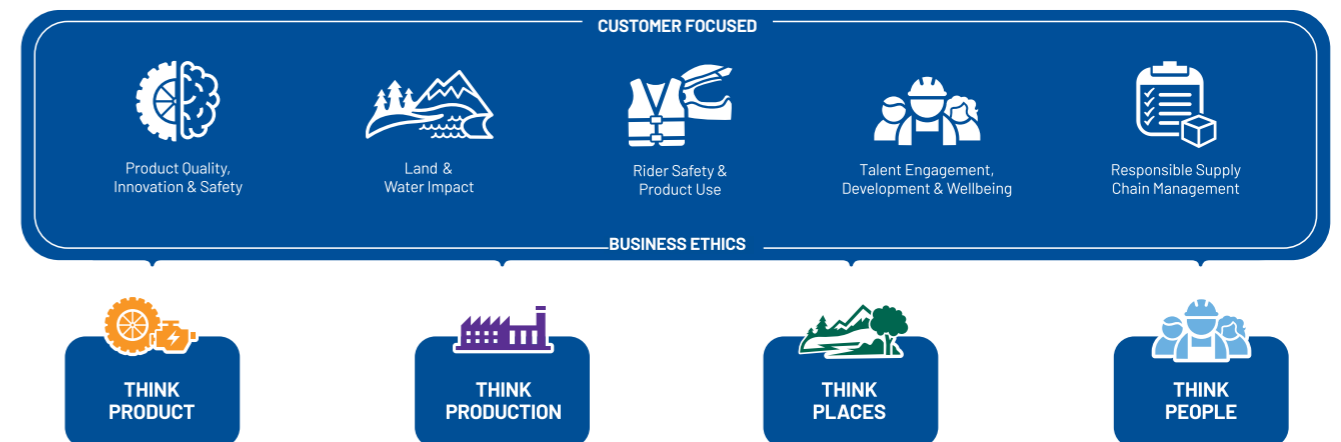 CUSTOMER FOCUSED
Product Quality,
Innovation & Safety
Land &
Water Impact
Rider Safety &
Product Use
Talent Engagement,
Development & Wellbeing
Responsible Supply
Chain Management
BUSINESS ETHICS
THINK
PRODUCT
THINK
PRODUCTION
THINK
PLACES
THINK
PEOPLE